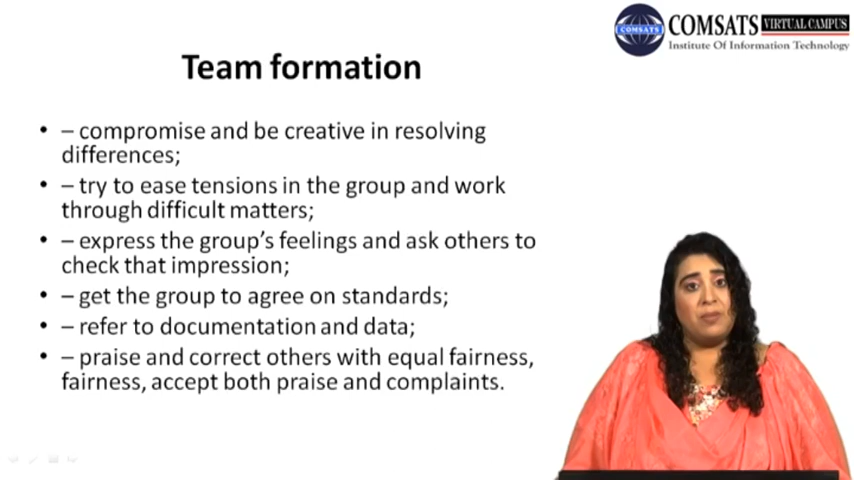 COMSATS
COMSATS VIRTUAL CAMPUS
Institute Of Information Technology
Team formation
• – compromise and be creative in resolving
differences;
• – try to ease tensions in the group and work
through difficult matters;
• – express the group's feelings and ask others to
check that impression;
• – get the group to agree on standards;
• – refer to documentation and data;
• – praise and correct others with equal fairness,
fairness, accept both praise and complaints.